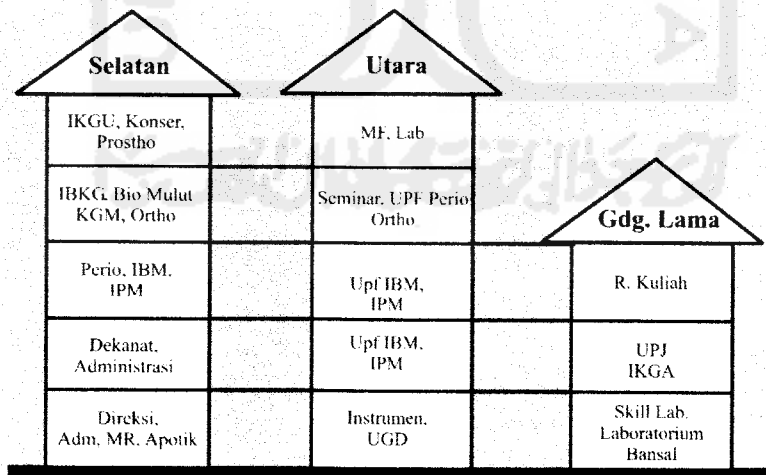 Selatan
IKGU, Konser,
Prostho
IBKG, Bio Mulut
KGM, Ortho
Perio, IBM,
IPM
Dekanat,
Administrasi
Direksi,
Adm, MR, Apotik
Utara
MF, Lab
Seminar, UPF Perio
Ortho
Upf IBM,
IPM
Upf IBM,
IPM
Instrumen,
UGD
Gdg. Lama
R. Kuliah
UPJ
IKGA
Skill Lab.
Laboratorium
Bansal